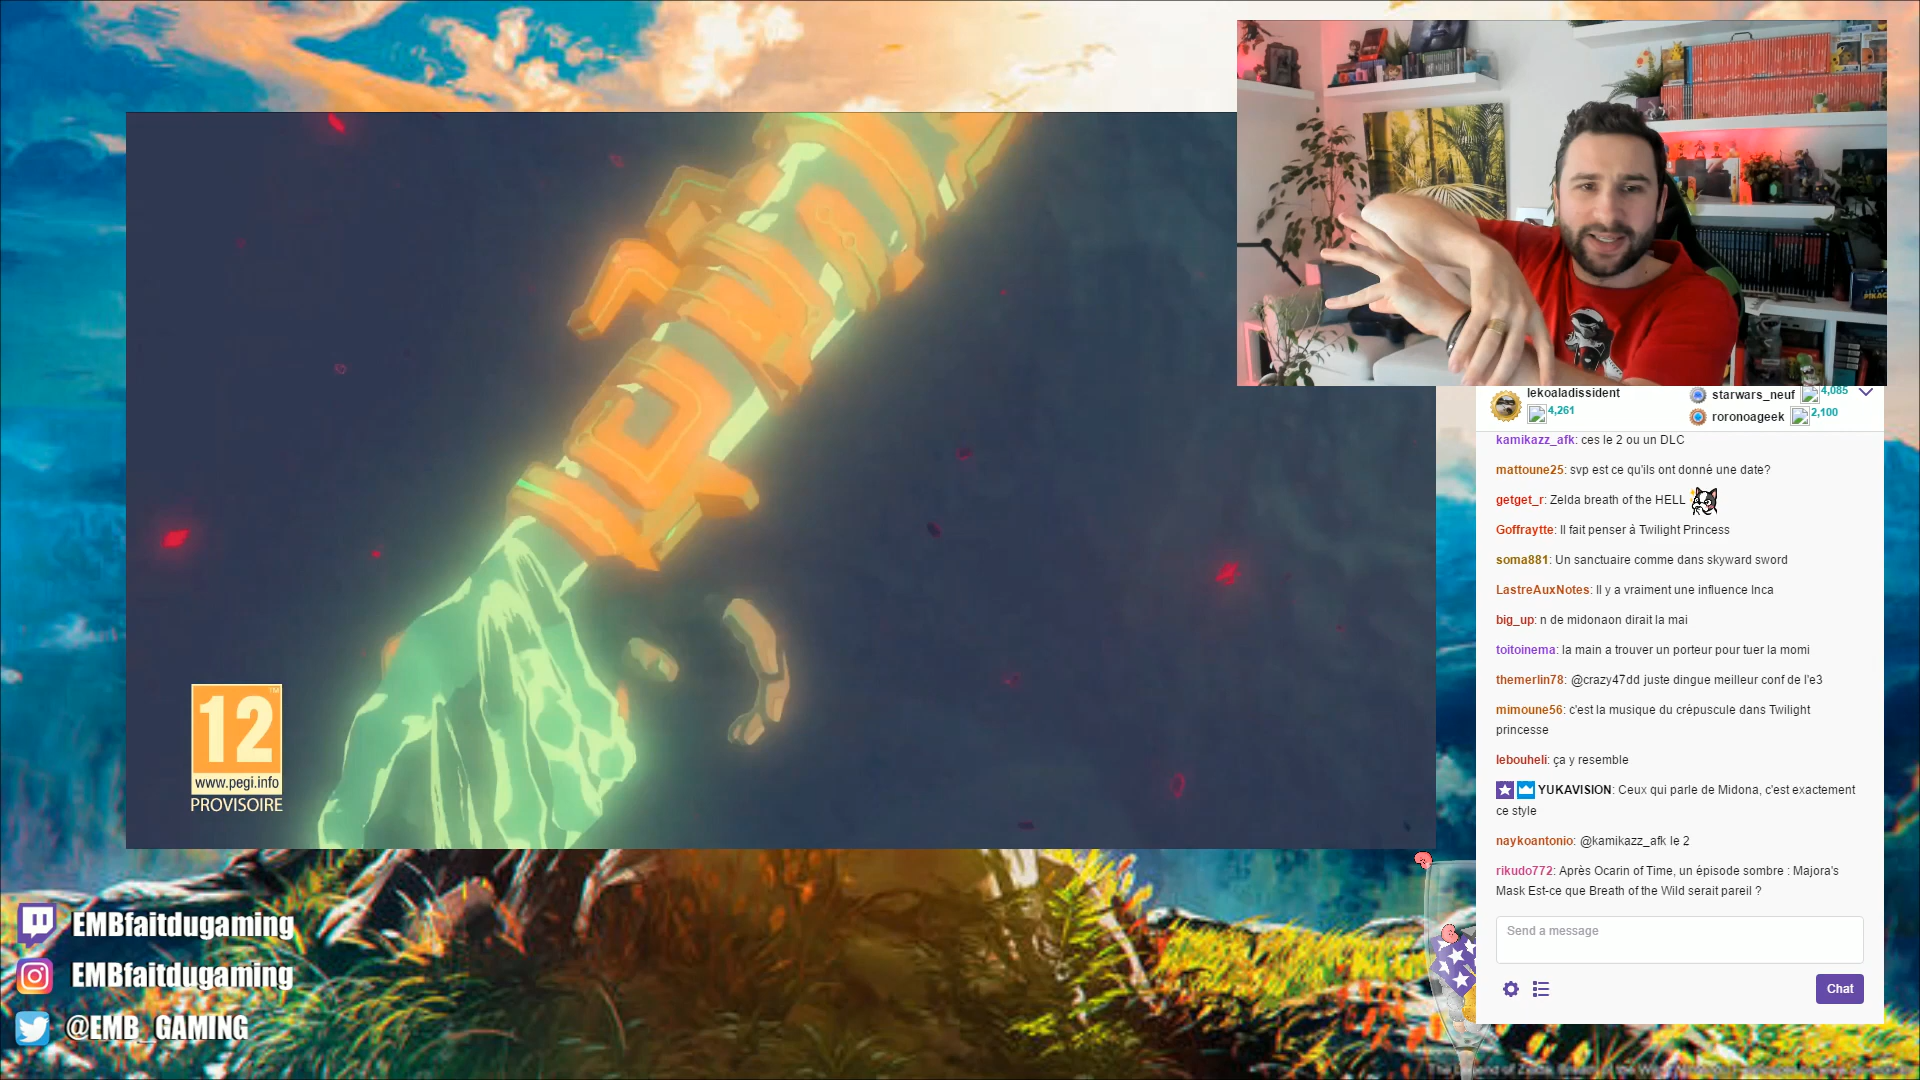 lekoaladissident
4,261
starwars_neuf 4,085
roronoageek 2,100
kamikazz_afk: ces le 2 ou un DLC
mattoune25: svp est ce qu'ils ont donné une date?
getget_r: Zelda breath of the HELL
Goffraytte: Il fait penser à Twilight Princess
soma881: Un sanctuaire comme dans skyward sword
LastreAuxNotes: Il y a vraiment une influence Inca
big_up: n de midonaon dirait la mai
toitoinema: la main a trouver un porteur pour tuer la momi
themerlin78: @crazy47dd juste dingue meilleur conf de l'e3
mimoune56: c'est la musique du crépuscule dans Twilight
princesse
lebouheli: ça y resemble
YUKAVISION: Ceux qui parle de Midona, c'est exactement
ce style
naykoantonio: @kamikazz_afk le 2
rikudo772: Après Ocarin of Time, un épisode sombre : Majora's
Mask Est-ce que Breath of the Wild serait pareil ?
Send a message
Chat
12
TM
www.pegi.info
PROVISOIRE
EMBfaitdugaming
EMBfaitdugaming
@EMB_GAMING